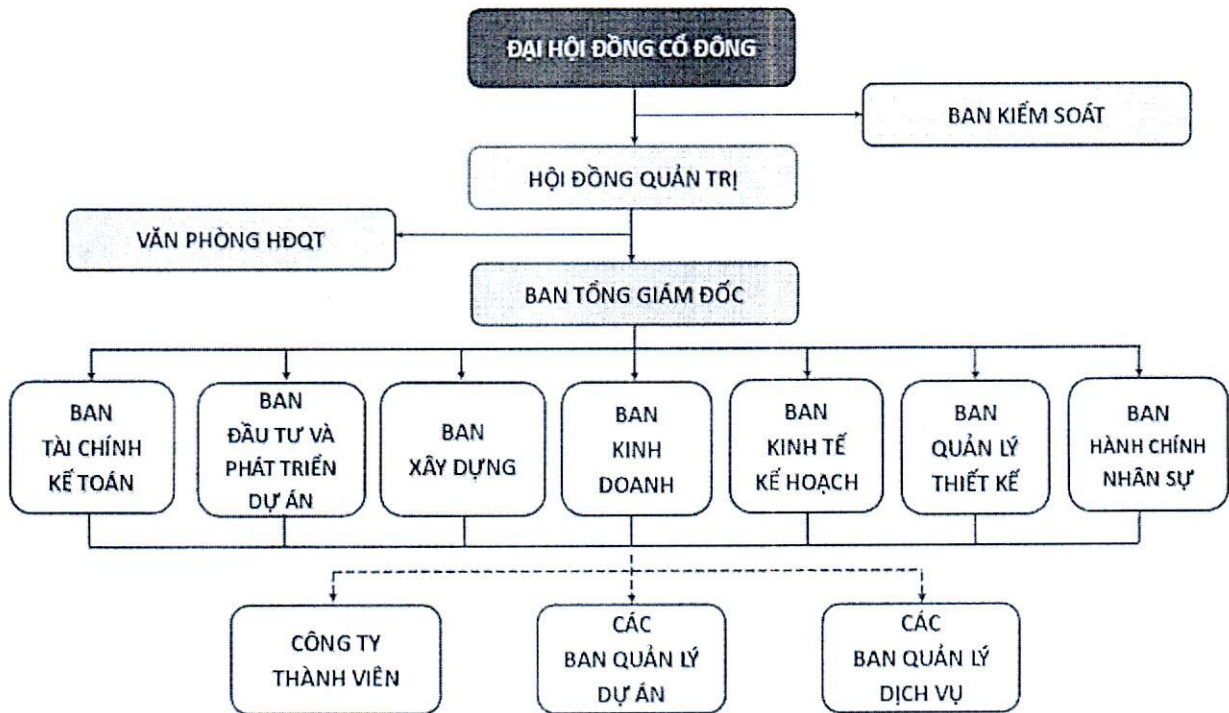 ĐẠI HỘI ĐỒNG CỔ ĐÔNG
BAN KIỂM SOÁT
HỘI ĐỒNG QUẢN TRỊ
VĂN PHÒNG HĐQT
BAN TỔNG GIÁM ĐỐC
BAN
TÀI CHÍNH
KẾ TOÁN
BAN
ĐẦU TƯ VÀ
PHÁT TRIỂN
DỰ ÁN
BAN
XÂY DỰNG
BAN
KINH
DOANH
BAN
KINH TẾ
KẾ HOẠCH
BAN
QUẢN LÝ
THIẾT KẾ
BAN
HÀNH CHÍNH
NHÂN SỰ
CÔNG TY
THÀNH VIÊN
CÁC
BAN QUẢN LÝ
DỰ ÁN
CÁC
BAN QUẢN LÝ
DỊCH VỤ